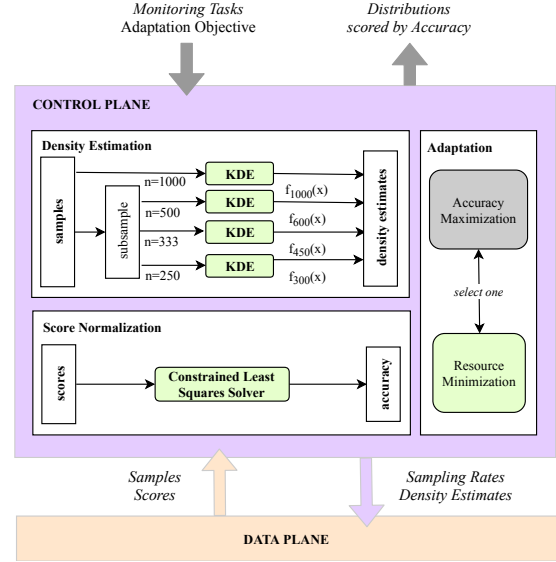 Monitoring Tasks
Adaptation Objective
Distributions
scored by Accuracy
CONTROL PLANE
Density Estimation
samples
subsample
n=1000
n=500
n=333
n=250
KDE
KDE
KDE
KDE
f1000(x)
f600(x)
f450(x)
f300(x)
density estimates
Adaptation
Accuracy
Maximization
select one
Resource
Minimization
Score Normalization
scores
Constrained Least
Squares Solver
accuracy
Samples
Scores
Sampling Rates
Density Estimates
DATA PLANE